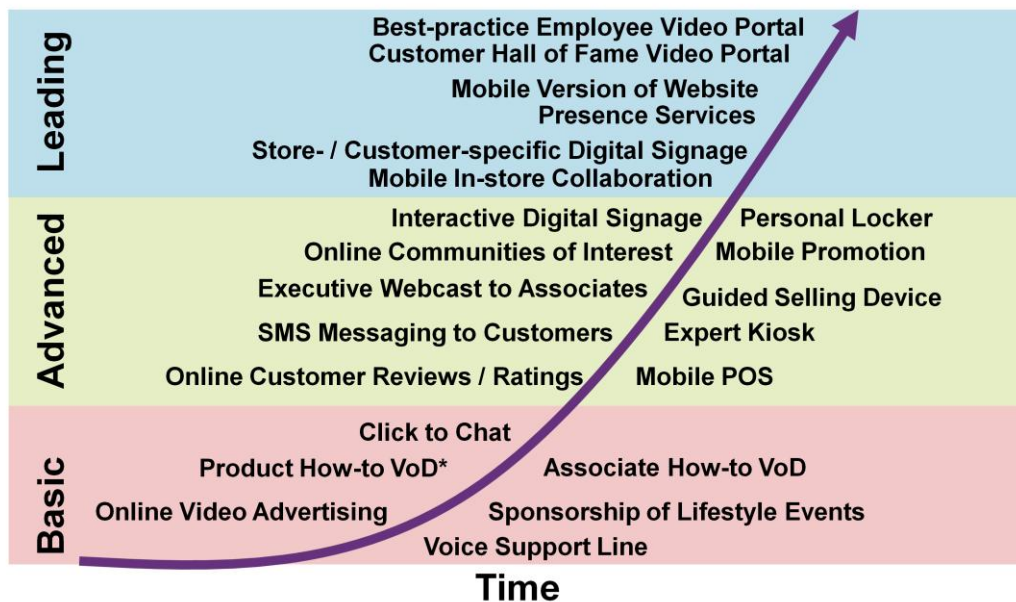 Leading
Best-practice Employee Video Portal
Customer Hall of Fame Video Portal
Mobile Version of Website
Presence Services
Store- / Customer-specific Digital Signage
Mobile In-store Collaboration
Advanced
Interactive Digital Signage
Personal Locker
Online Communities of Interest
Mobile Promotion
Executive Webcast to Associates
Guided Selling Device
SMS Messaging to Customers
Expert Kiosk
Online Customer Reviews / Ratings
Mobile POS
Basic
Click to Chat
Product How-to VoD*
Associate How-to VoD
Online Video Advertising
Sponsorship of Lifestyle Events
Voice Support Line
Time